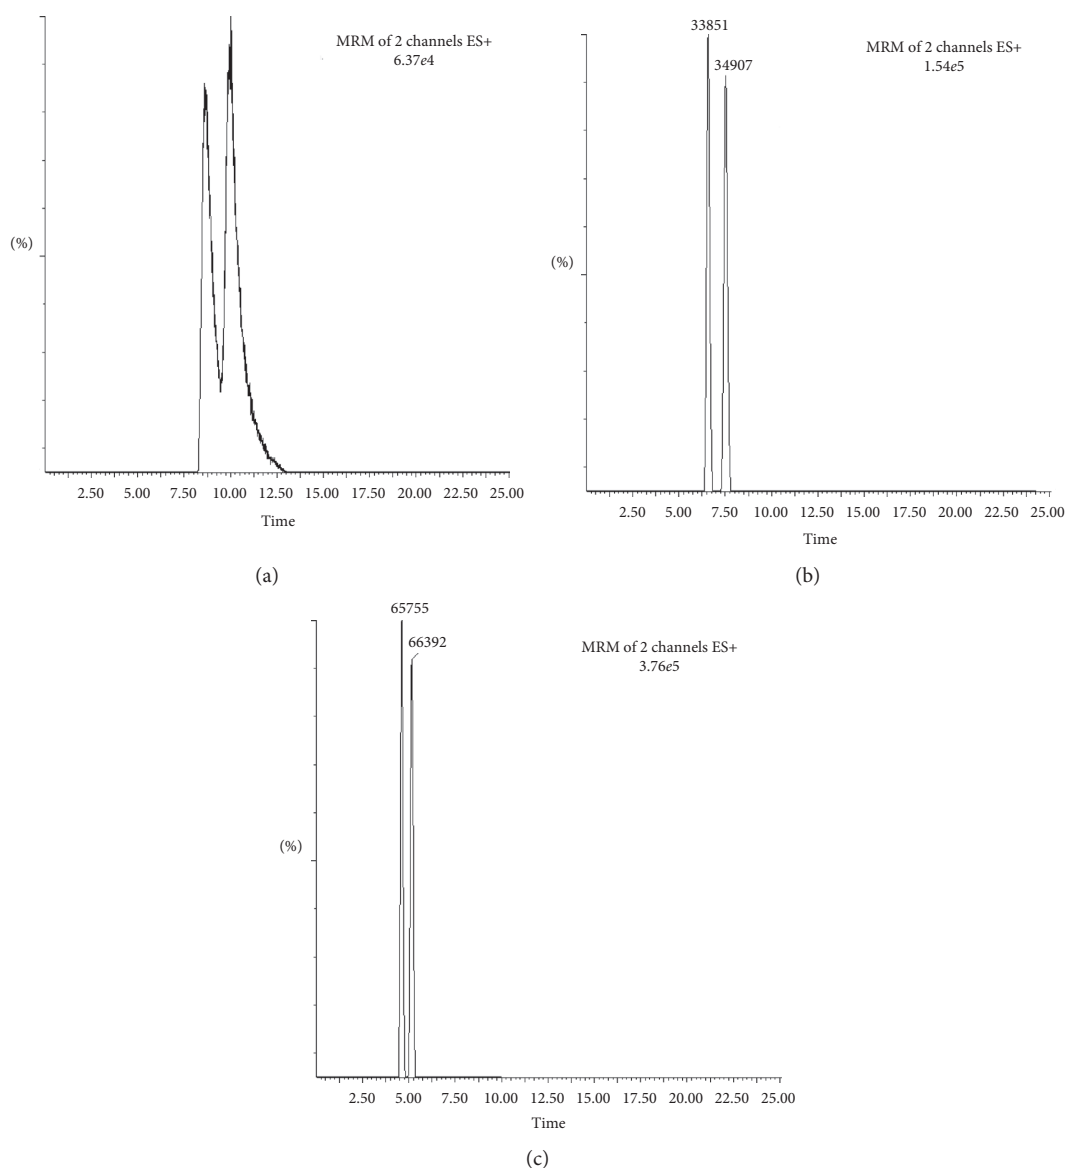 MRM of 2 channels ES+
6.37e4
(%)
2.50 5.00 7.50 10.00 12.50 15.00 17.50 20.00 22.50 25.00
Time
(a)
33851
34907
MRM of 2 channels ES+
1.54e5
(%)
2.50 5.00 7.50 10.00 12.50 15.00 17.50 20.00 22.50 25.00
Time
(b)
65755
66392
MRM of 2 channels ES+
3.76e5
(%)
2.50 5.00 7.50 10.00 12.50 15.00 17.50 20.00 22.50 25.00
Time
(c)